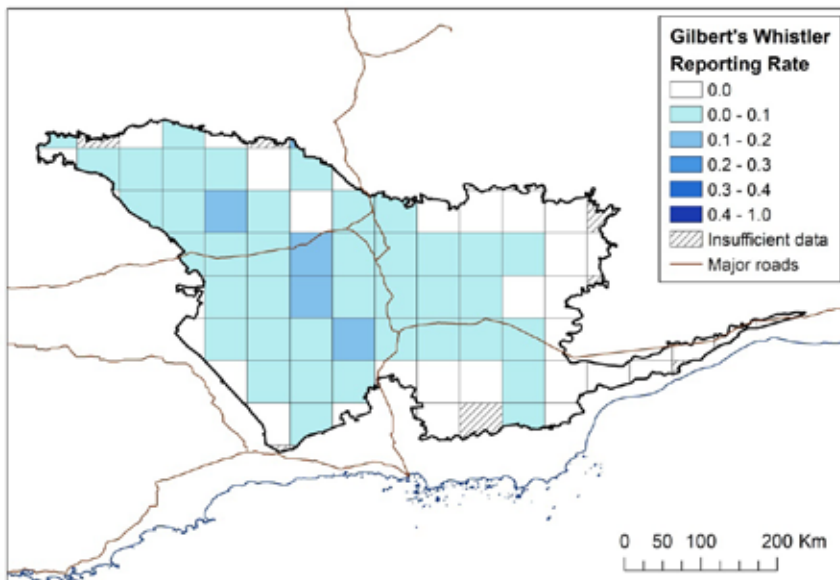 Gilbert's Whistler
Reporting Rate
0.0
0.0 - 0.1
0.1 - 0.2
0.2 - 0.3
0.3 - 0.4
0.4 - 1.0
Insufficient data
Major roads
0 50 100 200 Km